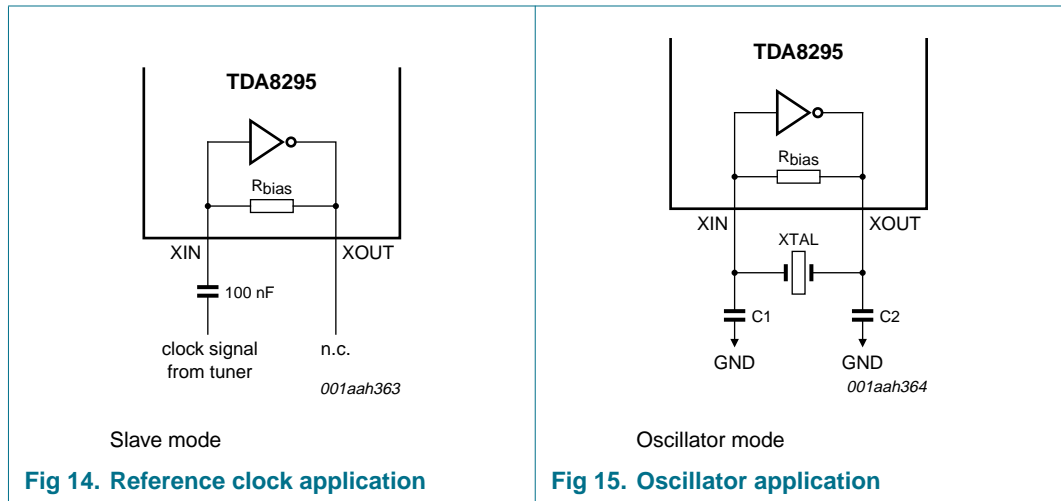 TDA8295
Rbias
XIN
XOUT
100 nF
clock signal
from tuner
n.c.
001aah363
Slave mode
Fig 14. Reference clock application
TDA8295
Rbias
XIN
XOUT
XTAL
C1
C2
GND
GND
001aah364
Oscillator mode
Fig 15. Oscillator application